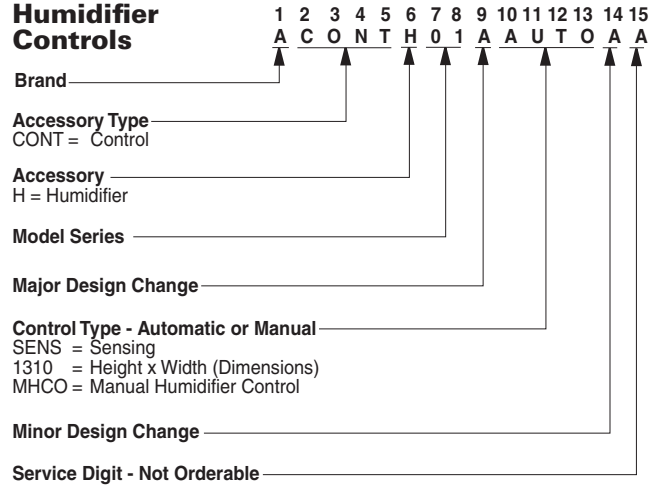 Humidifier
Controls
1 2 3 4 5 6 7 8 9 10 11 12 13 14 15
A C O N T H 0 1 A A U T O A A
Brand
Accessory Type
CONT = Control
Accessory
H = Humidifier
Model Series
Major Design Change
Control Type - Automatic or Manual
SENS = Sensing
1310 = Height x Width (Dimensions)
MHCO = Manual Humidifier Control
Minor Design Change
Service Digit - Not Orderable